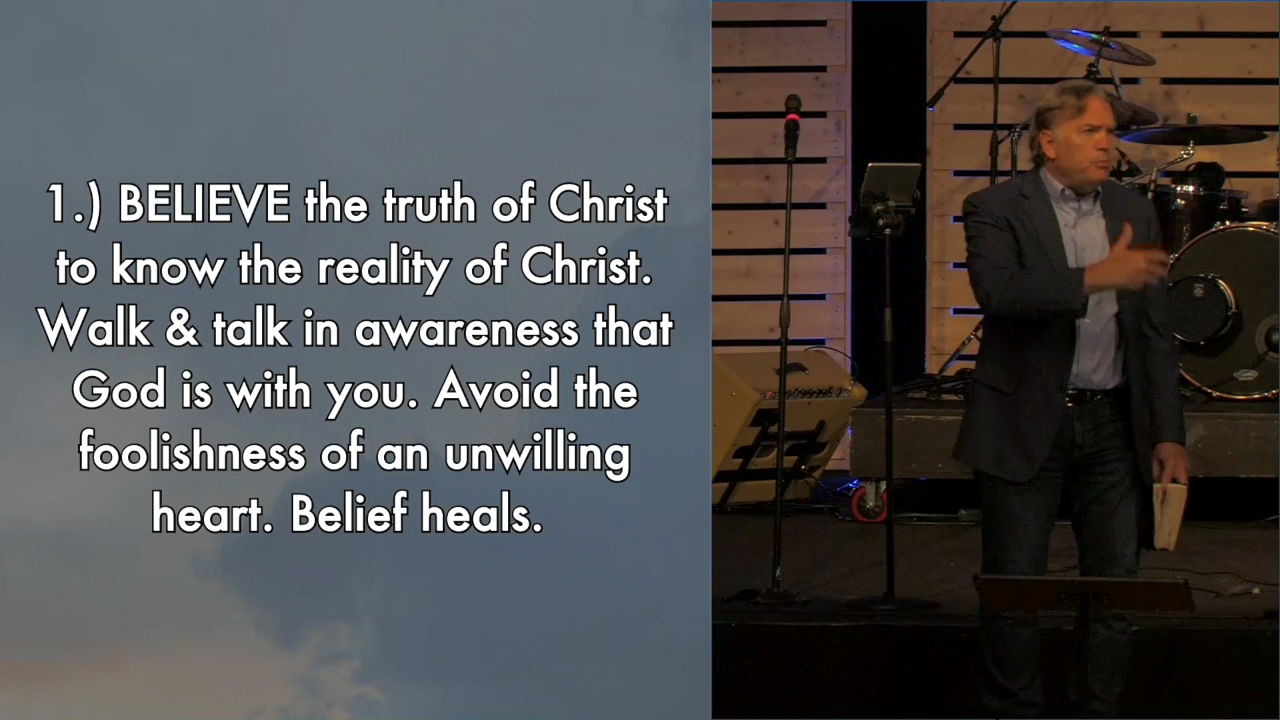 1.) BELIEVE the truth of Christ
to know the reality of Christ.
Walk & talk in awareness that
God is with you. Avoid the
foolishness of an unwilling
heart. Belief heals.